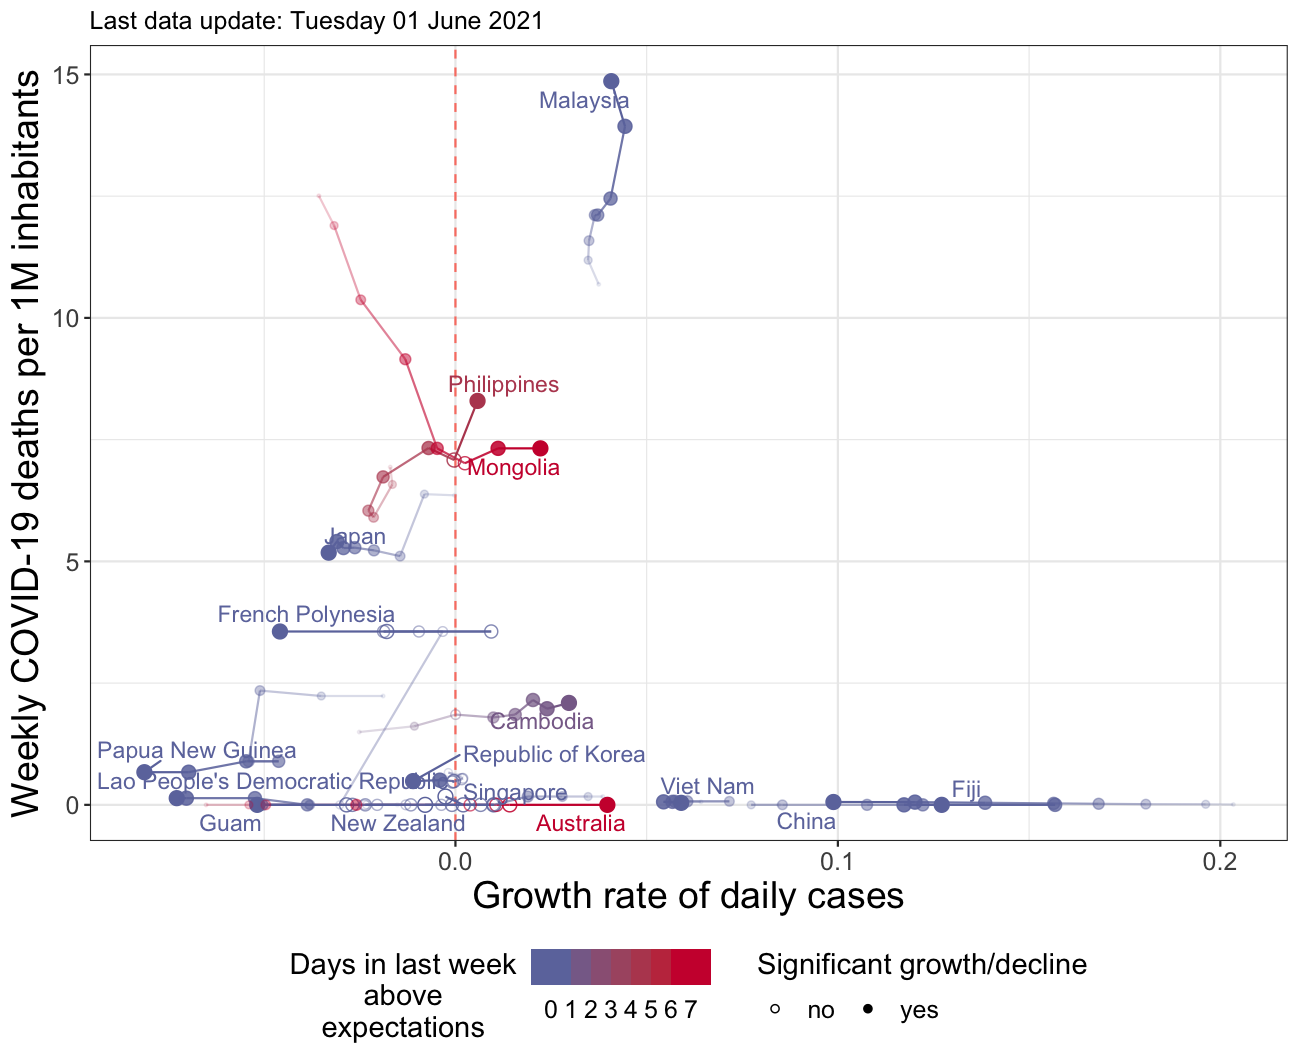 Last data update: Tuesday 01 June 2021
Weekly COVID-19 deaths per 1M inhabitants
15
10
5
0
Malaysia
Philippines
Mongolia
Japan
French Polynesia
Cambodia
Papua New Guinea
Republic of Korea
Lao People's Democratic Republic
Singapore
Viet Nam
Fiji
Guam
New Zealand
Australia
China
0.0 0.1 0.2
Growth rate of daily cases
Days in last week
above
expectations
0 1 2 3 4 5 6 7
Significant growth/decline
no yes